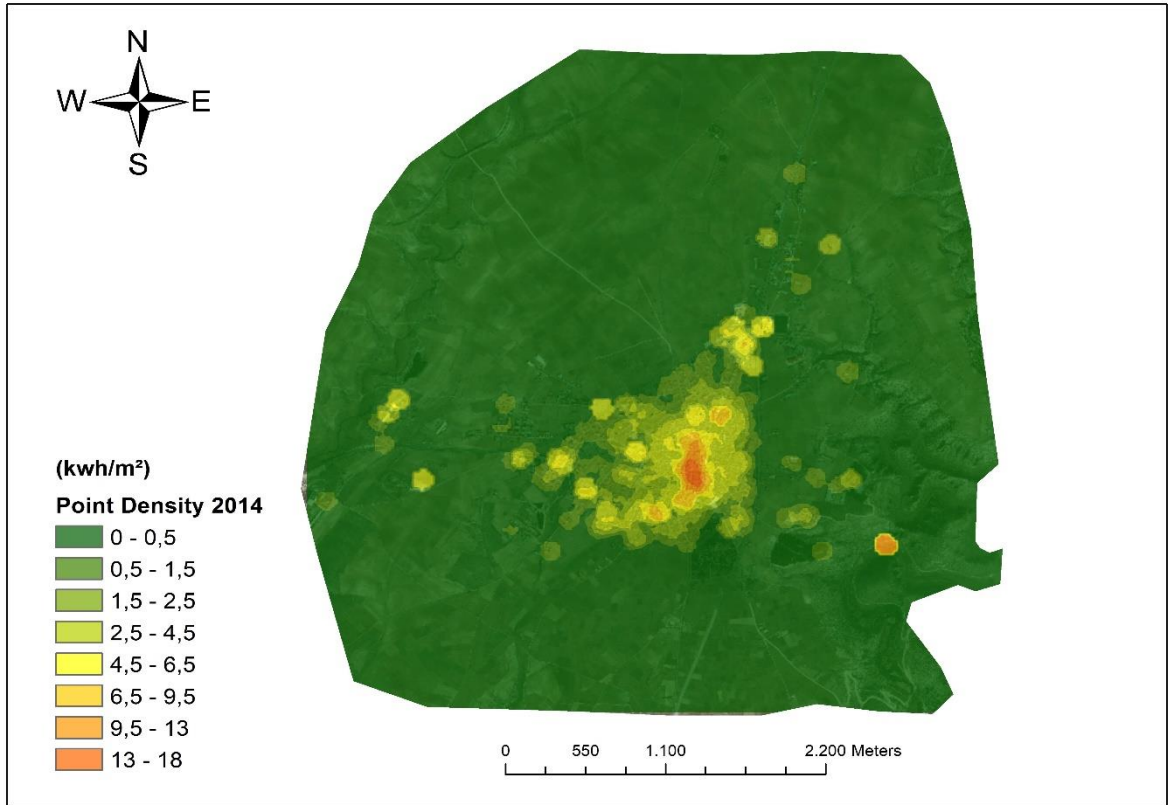 N
W E
S
(kwh/m²)
Point Density 2014
0 - 0,5
0,5 - 1,5
1,5 - 2,5
2,5 - 4,5
4,5 - 6,5
6,5 - 9,5
9,5 - 13
13 - 18
0 550 1.100 2.200 Meters